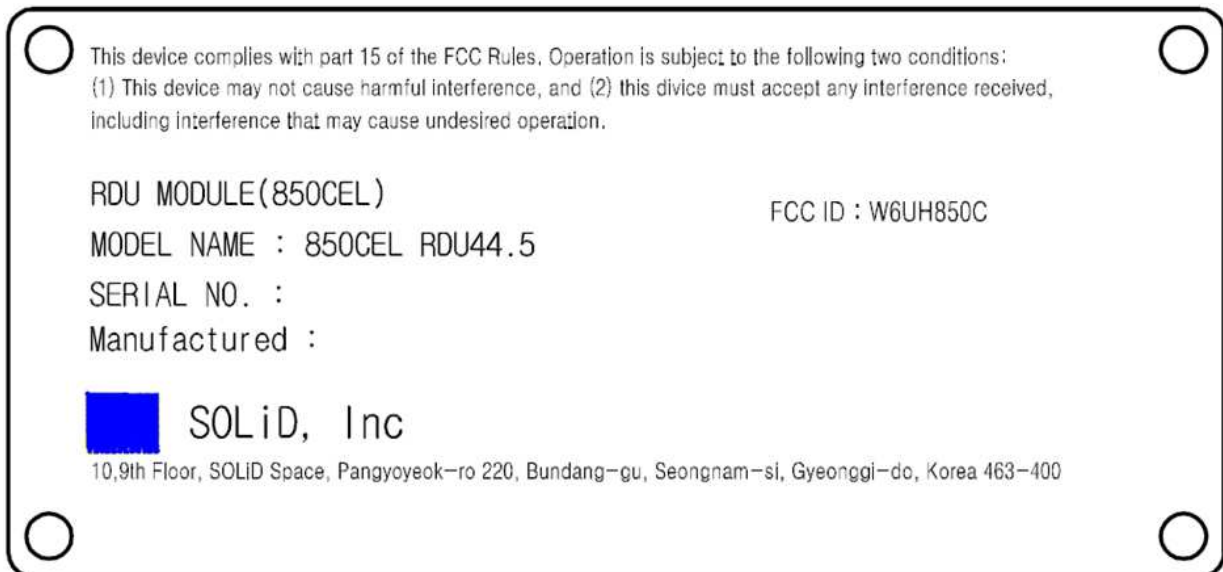 This device complies with part 15 of the FCC Rules. Operation is subject to the following two conditions:
(1) This device may not cause harmful interference, and (2) this divice must accept any interference received,
including interference that may cause undesired operation.
RDU MODULE(850CEL)
FCC ID : W6UH850C
MODEL NAME : 850CEL RDU44.5
SERIAL NO. :
Manufactured :
SOLiD, Inc
10,9th Floor, SOLiD Space, Pangyoyeok-ro 220, Bundang-gu, Seongnam-si, Gyeonggi-do, Korea 463-400